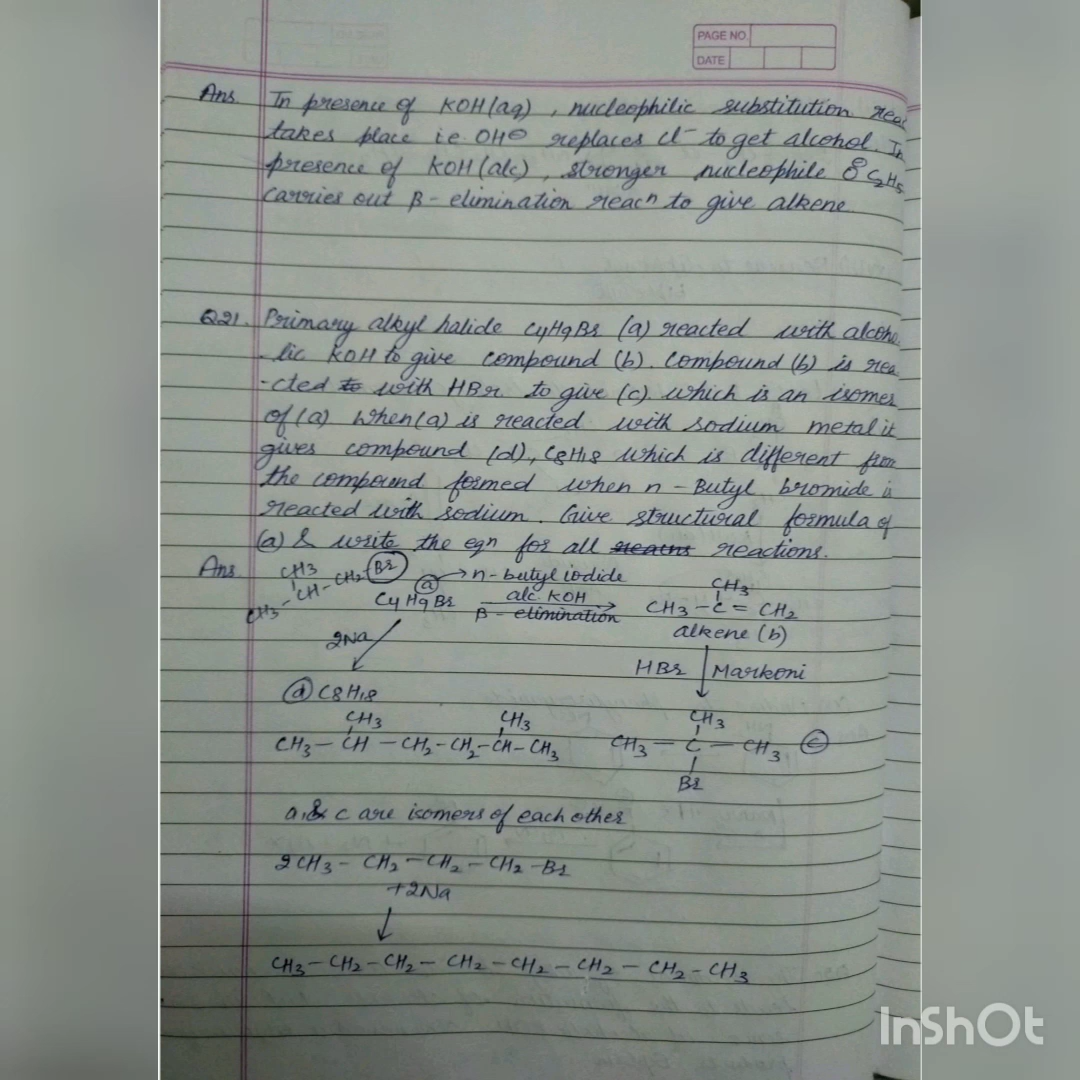 PAGE NO.
DATE
Ans. In presence of KOH(aq), nucleophilic substitution reac
takes place i.e. OH⊖ replaces Cl⁻ to get alcohol. In
presence of KOH(alc), stronger nucleophile ⊖OC2H5
carries out β-elimination reacn to give alkene
Q21. Primary alkyl halide C4H9Br (a) reacted with alcoho
-lic KOH to give compound (b). Compound (b) is rea
-cted to with HBr to give (c) which is an isomer
of (a) When (a) is reacted with sodium metal it
gives compound (d), C8H18 which is different from
the compound formed when n-Butyl bromide is
reacted with sodium. Give structural formula of
(a) & write the eqn for all reactions.
Ans
CH3
CH3 - CH - CH2 Br
(a) → n-butyl iodide
C4H9Br
alc. KOH
β-elimination
CH3
CH3 - C = CH2
alkene (b)
2Na
HBr Markoni
(d) C8H18
CH3 CH3
CH3 - CH - CH2 - CH2 - CH - CH3
CH3
CH3 - C - CH3 (c)
Br
a, & c are isomers of each other
2CH3 - CH2 - CH2 - CH2 - Br
+2Na
CH3 - CH2 - CH2 - CH2 - CH2 - CH2 - CH2 - CH3
InShOt